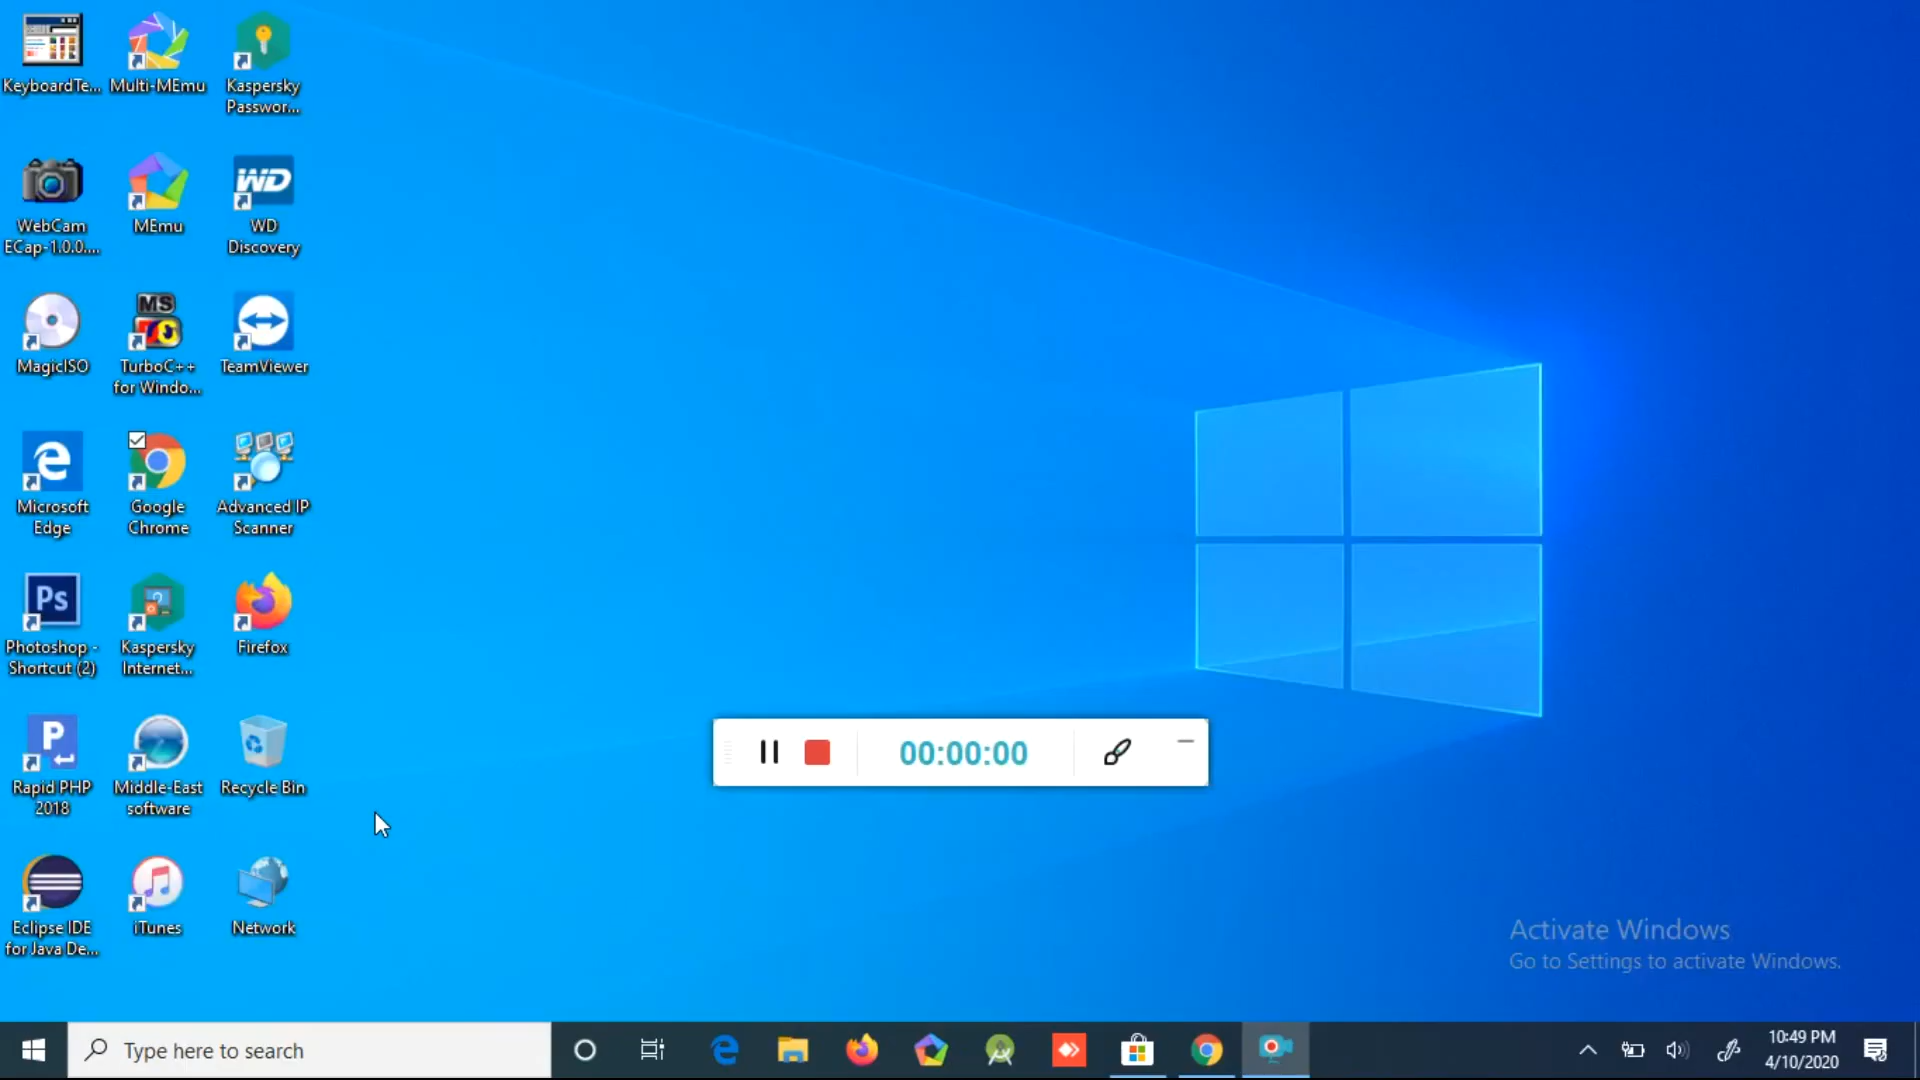 KeyboardTe...
Multi-MEmu
Kaspersky
Passwor...
WebCam
ECap-1.0.0....
MEmu
WD
WD
Discovery
MagicISO
MS
TurboC++
for Windo...
TeamViewer
Microsoft
Edge
Google
Chrome
Advanced IP
Scanner
Ps
Photoshop -
Shortcut (2)
Kaspersky
Internet...
Firefox
P
Rapid PHP
2018
Middle-East
software
Recycle Bin
00:00:00
Eclipse IDE
for Java De...
iTunes
Network
Activate Windows
Go to Settings to activate Windows.
Type here to search
10:49 PM
4/10/2020